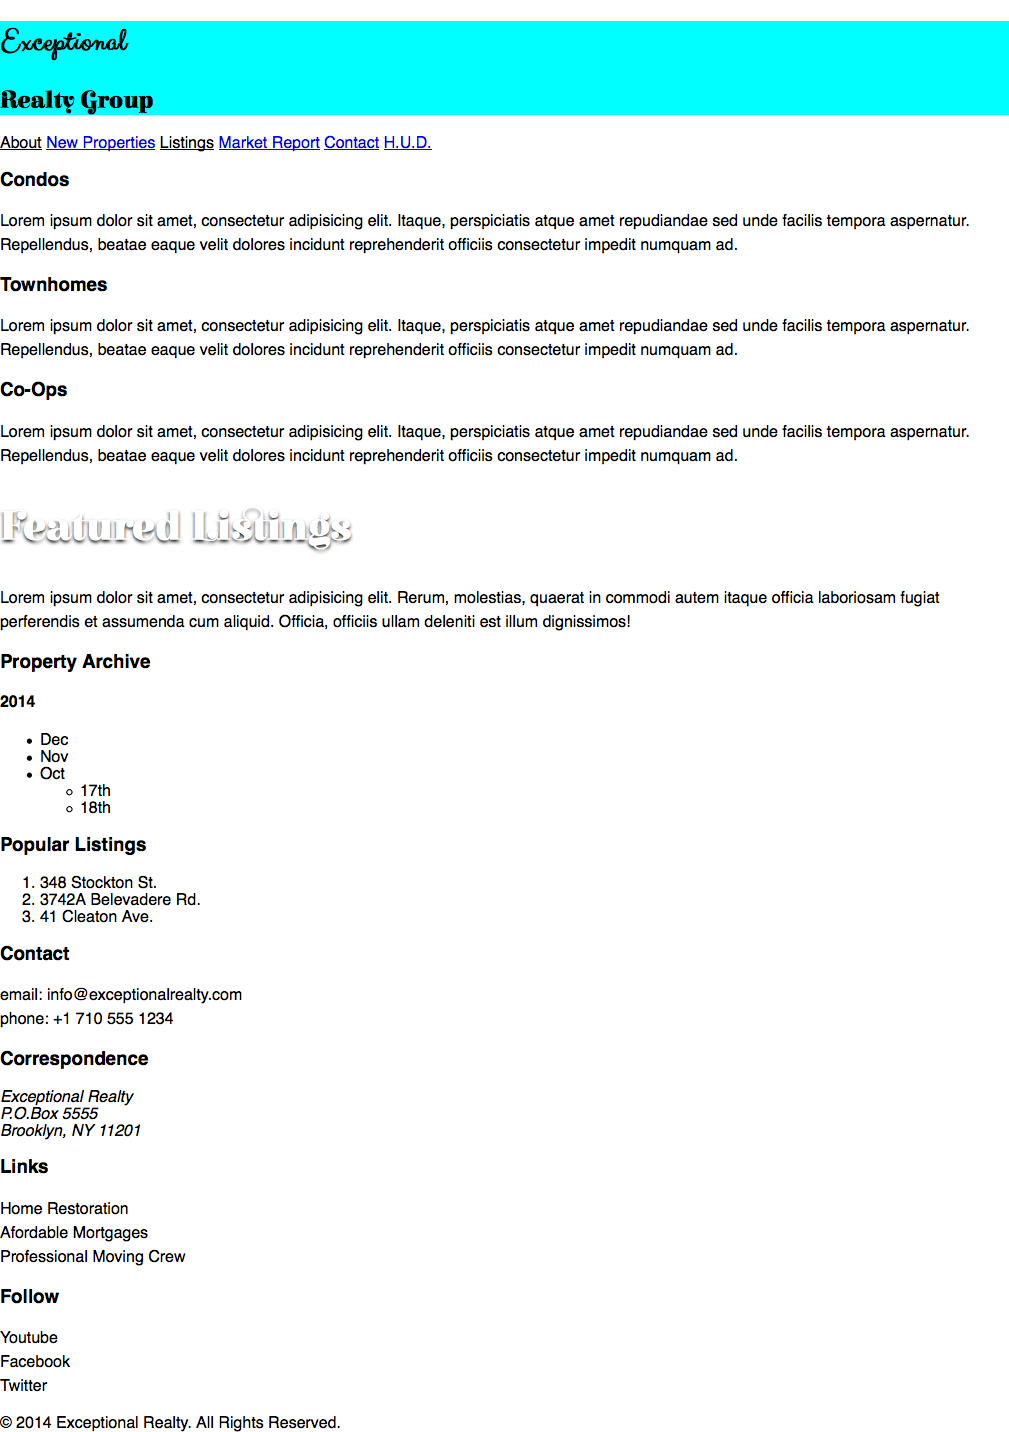 Exceptional
Realty Group
About New Properties Listings Market Report Contact H.U.D.
Condos
Lorem ipsum dolor sit amet, consectetur adipisicing elit. Itaque, perspiciatis atque amet repudiandae sed unde facilis tempora aspernatur.
Repellendus, beatae eaque velit dolores incidunt reprehenderit officiis consectetur impedit numquam ad.
Townhomes
Lorem ipsum dolor sit amet, consectetur adipisicing elit. Itaque, perspiciatis atque amet repudiandae sed unde facilis tempora aspernatur.
Repellendus, beatae eaque velit dolores incidunt reprehenderit officiis consectetur impedit numquam ad.
Co-Ops
Lorem ipsum dolor sit amet, consectetur adipisicing elit. Itaque, perspiciatis atque amet repudiandae sed unde facilis tempora aspernatur.
Repellendus, beatae eaque velit dolores incidunt reprehenderit officiis consectetur impedit numquam ad.
Featured Listings
Lorem ipsum dolor sit amet, consectetur adipisicing elit. Rerum, molestias, quaerat in commodi autem itaque officia laboriosam fugiat
perferendis et assumenda cum aliquid. Officia, officiis ullam deleniti est illum dignissimos!
Property Archive
2014
• Dec
• Nov
• Oct
◦ 17th
◦ 18th
Popular Listings
1. 348 Stockton St.
2. 3742A Belevadere Rd.
3. 41 Cleaton Ave.
Contact
email: info@exceptionalrealty.com
phone: +1 710 555 1234
Correspondence
Exceptional Realty
P.O.Box 5555
Brooklyn, NY 11201
Links
Home Restoration
Afordable Mortgages
Professional Moving Crew
Follow
Youtube
Facebook
Twitter
© 2014 Exceptional Realty. All Rights Reserved.